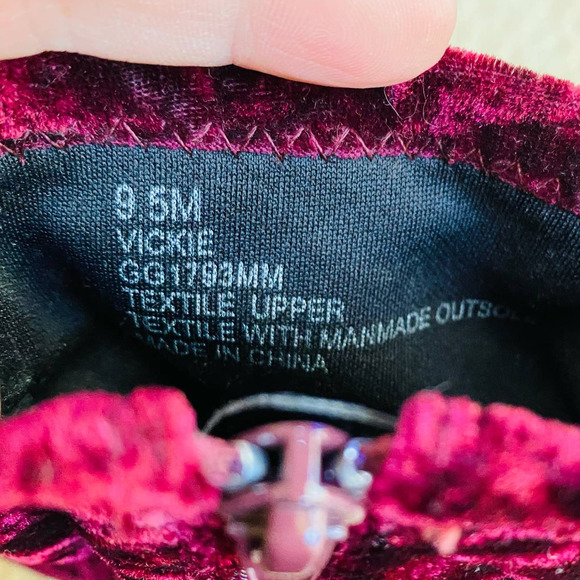 9 5M
VICKIE
GG1793MM
TEXTILE UPPER
TEXTILE WITH MANMADE
MADE IN CHINA